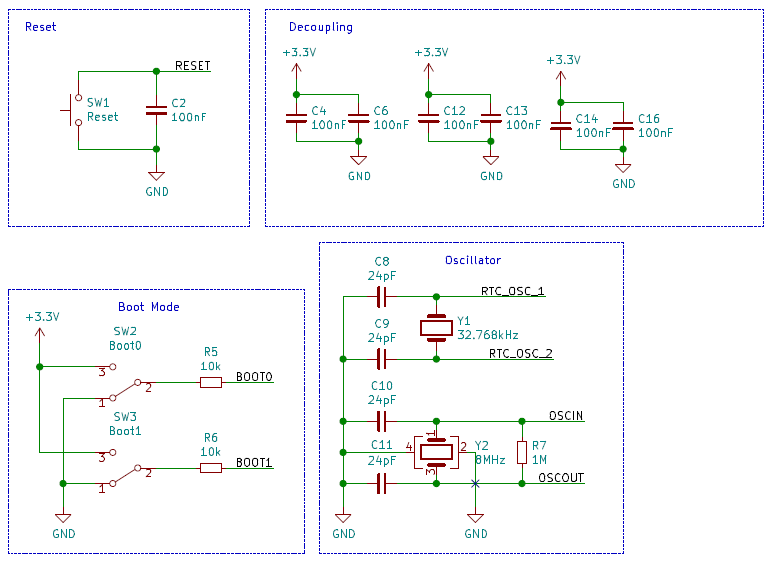 Reset
RESET
SW1
Reset
C2
100nF
GND
Decoupling
+3.3V
C4
100nF
C6
100nF
GND
+3.3V
C12
100nF
C13
100nF
GND
+3.3V
C14
100nF
C16
100nF
GND
Boot Mode
+3.3V
SW2
Boot0
3
1
2
R5
10k
BOOT0
SW3
Boot1
3
1
2
R6
10k
BOOT1
GND
Oscillator
C8
24pF
RTC_OSC_1
Y1
32.768kHz
C9
24pF
RTC_OSC_2
C10
24pF
OSCIN
C11
24pF
4
1
2
3
Y2
8MHz
R7
1M
OSCOUT
GND
GND